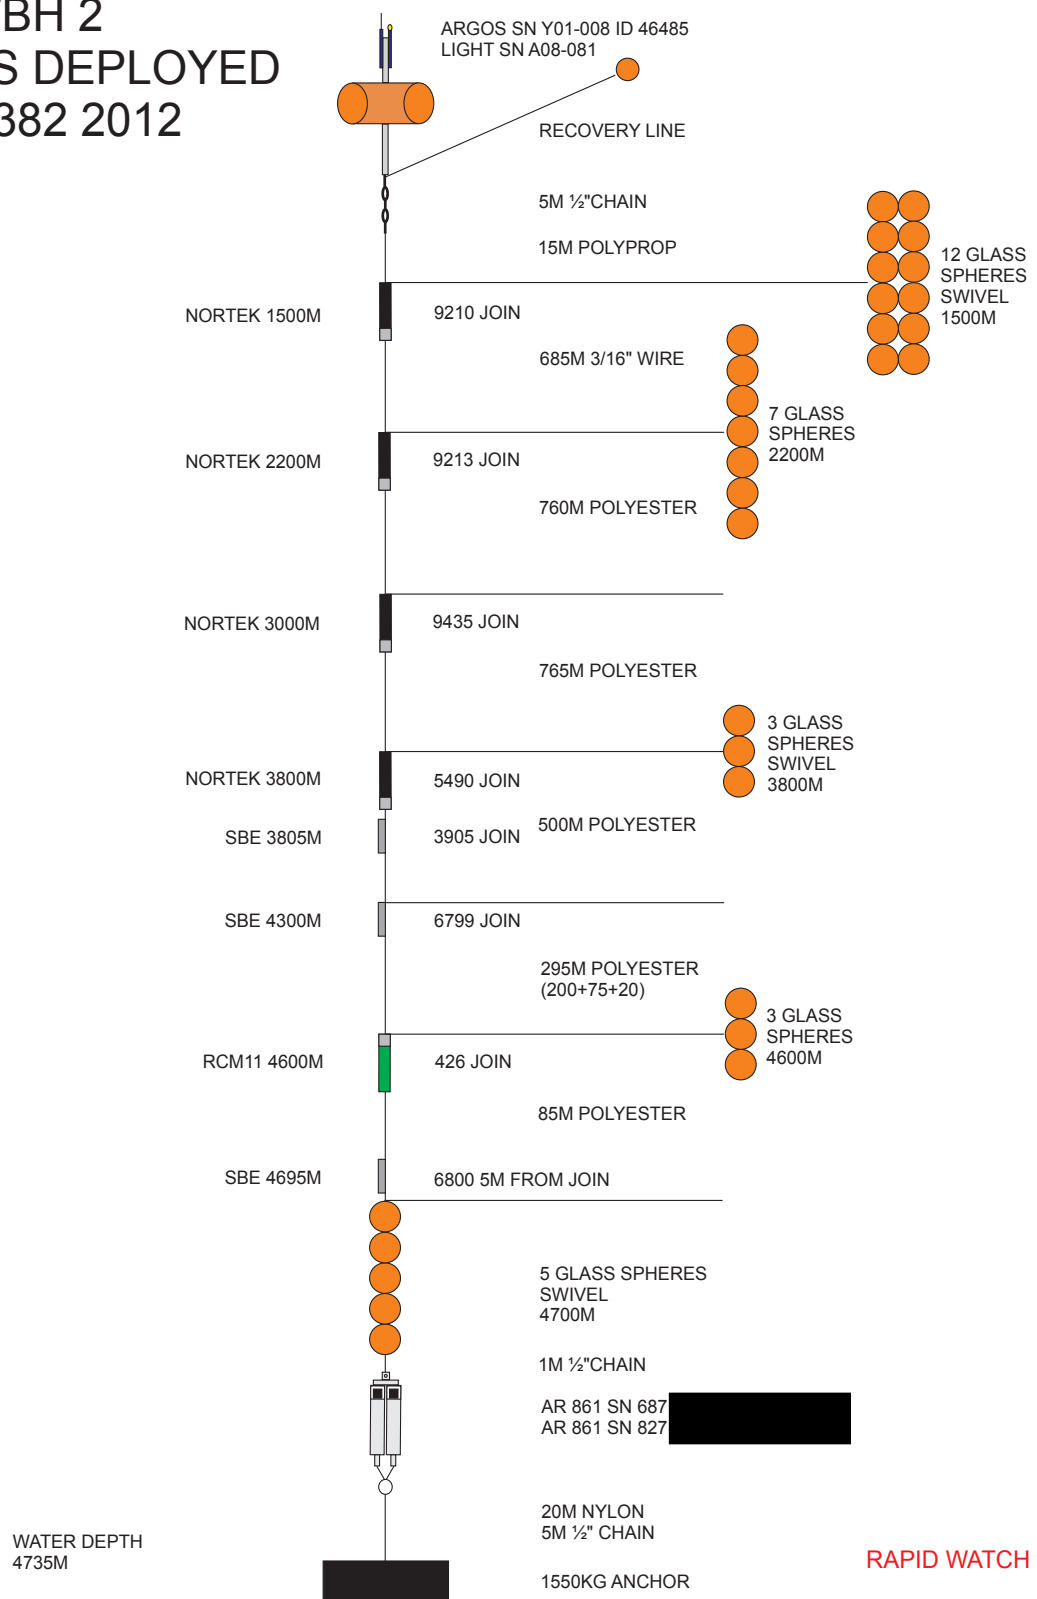 BH 2
S DEPLOYED
382 2012
ARGOS SN Y01-008 ID 46485
LIGHT SN A08-081
RECOVERY LINE
5M ½"CHAIN
15M POLYPROP
12 GLASS
SPHERES
SWIVEL
1500M
NORTEK 1500M
9210 JOIN
685M 3/16" WIRE
7 GLASS
SPHERES
2200M
NORTEK 2200M
9213 JOIN
760M POLYESTER
NORTEK 3000M
9435 JOIN
765M POLYESTER
3 GLASS
SPHERES
SWIVEL
3800M
NORTEK 3800M
5490 JOIN
500M POLYESTER
SBE 3805M
3905 JOIN
SBE 4300M
6799 JOIN
295M POLYESTER
(200+75+20)
3 GLASS
SPHERES
4600M
RCM11 4600M
426 JOIN
85M POLYESTER
SBE 4695M
6800 5M FROM JOIN
5 GLASS SPHERES
SWIVEL
4700M
1M ½"CHAIN
AR 861 SN 687
AR 861 SN 827
20M NYLON
5M ½" CHAIN
WATER DEPTH
4735M
RAPID WATCH
1550KG ANCHOR